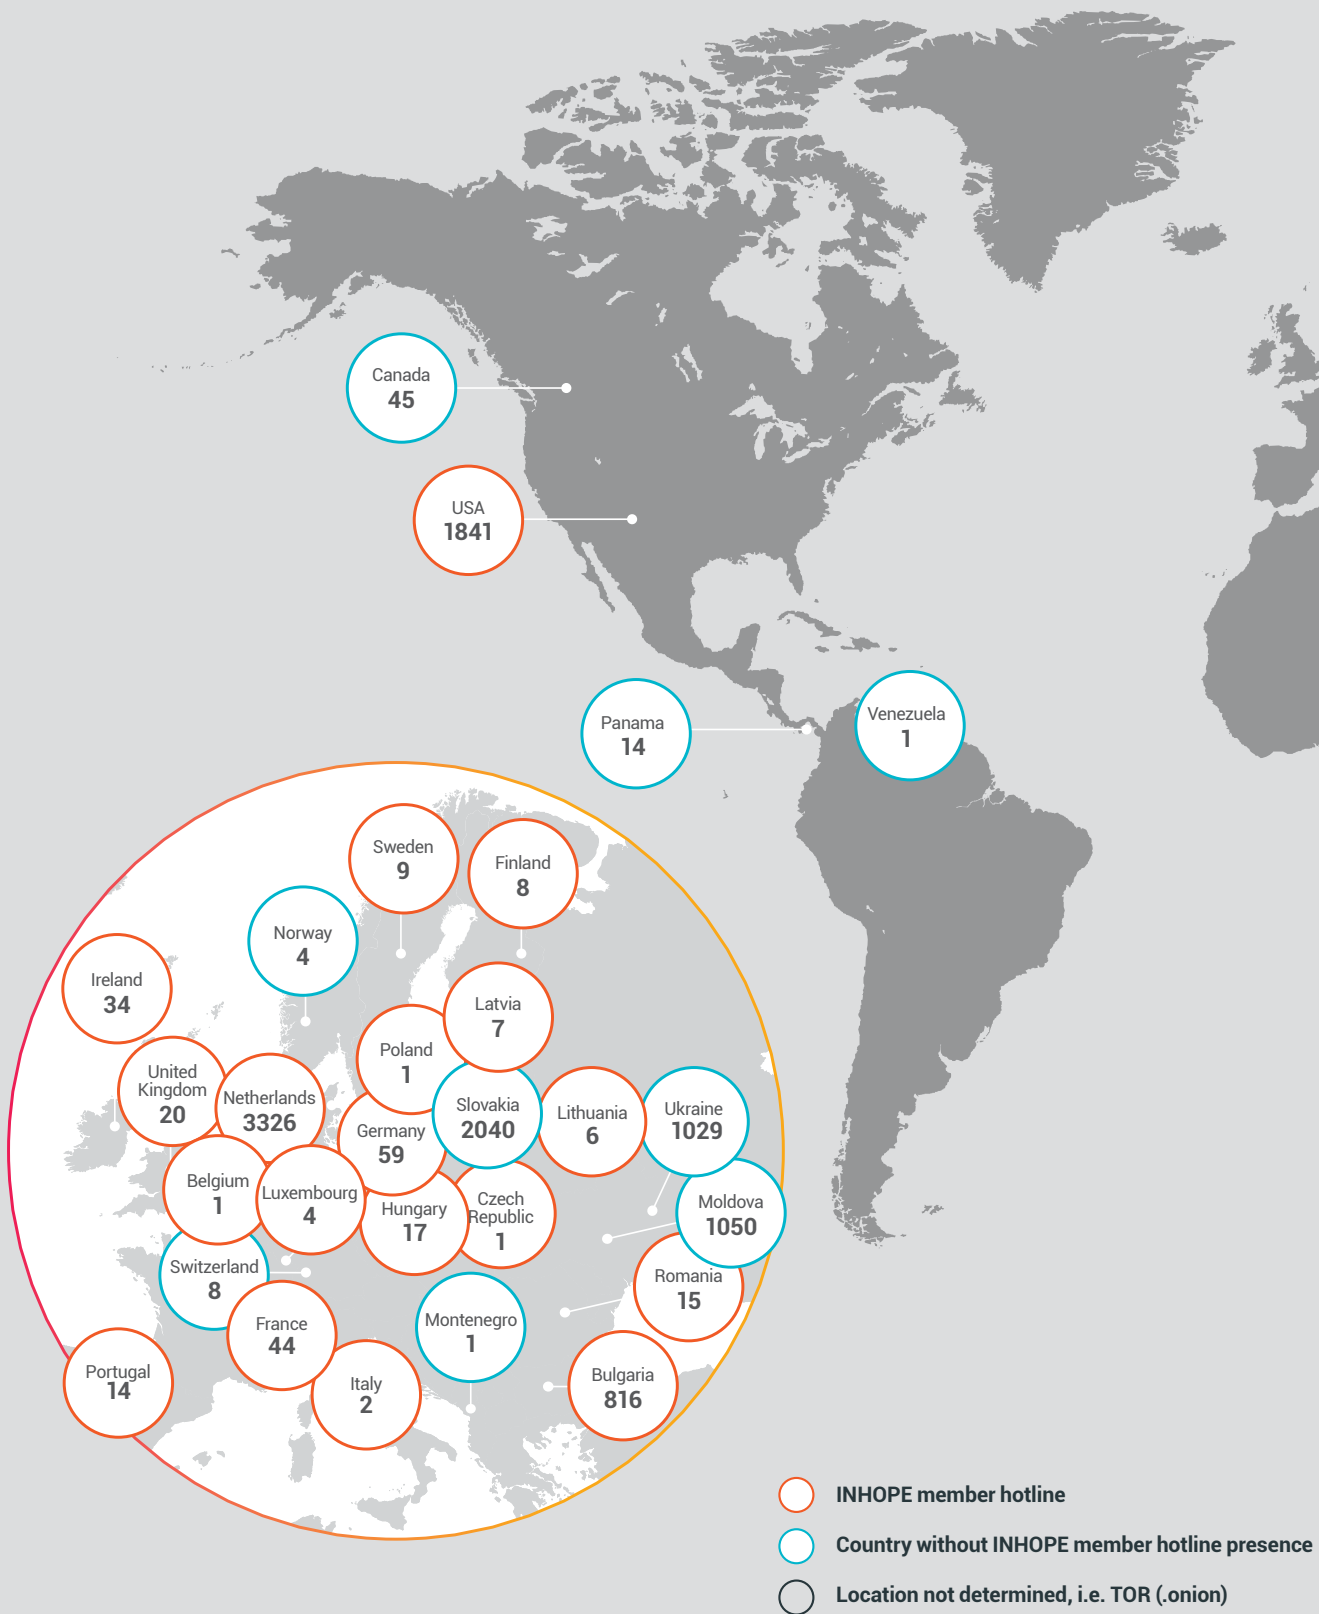 Canada
45
USA
1841
Panama
14
Venezuela
1
Sweden
9
Finland
8
Norway
4
Ireland
34
Latvia
7
Poland
1
United
Kingdom
20
Netherlands
3326
Germany
59
Slovakia
2040
Lithuania
6
Ukraine
1029
Belgium
1
Luxembourg
4
Hungary
17
Czech
Republic
1
Moldova
1050
Switzerland
8
Romania
15
France
44
Montenegro
1
Portugal
14
Italy
2
Bulgaria
816
INHOPE member hotline
Country without INHOPE member hotline presence
Location not determined, i.e. TOR (.onion)